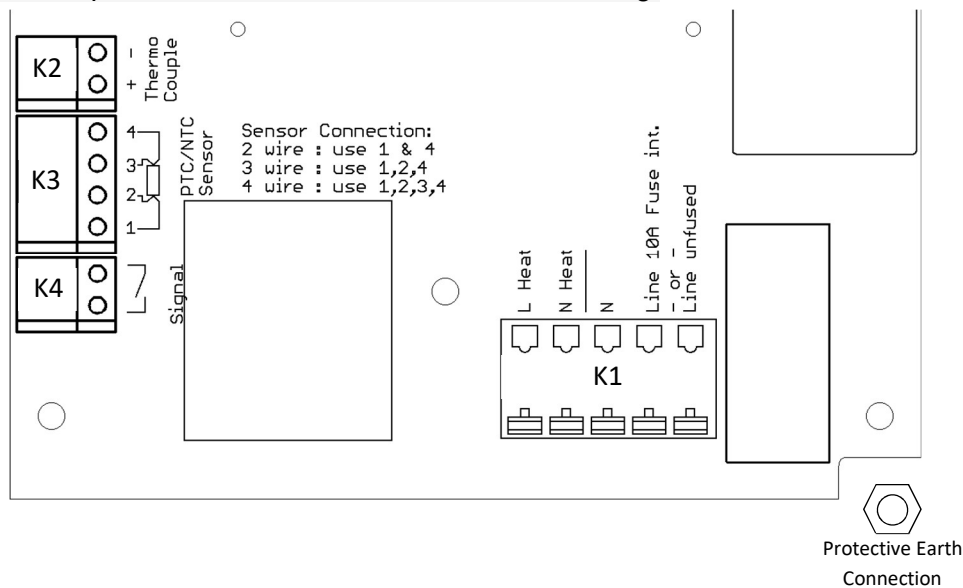 K2
-
+
Thermo
Couple
K3
4
3
2
1
PTC/NTC
Sensor
Sensor Connection:
2 wire : use 1 & 4
3 wire : use 1,2,4
4 wire : use 1,2,3,4
K4
Signal
L Heat
N Heat
N
Line 10A Fuse int.
- or -
Line unfused
K1
Protective Earth
Connection